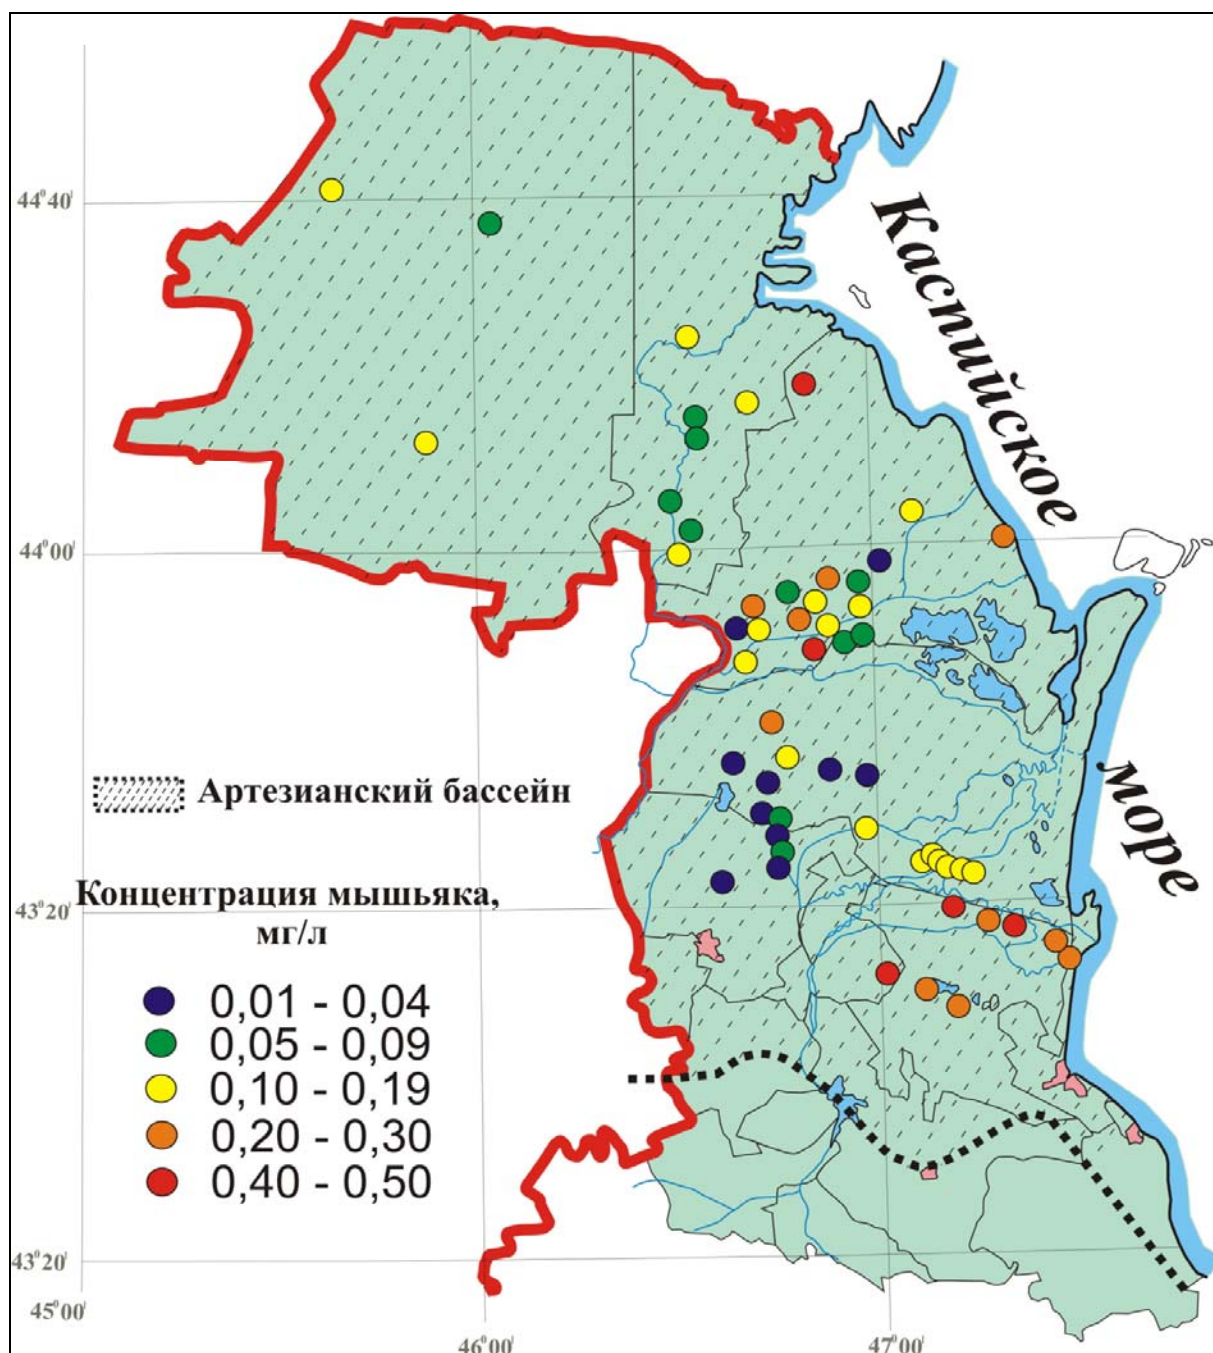 44°40'
Каспийское
44°00'
море
Артезианский бассейн
Концентрация мышьяка,
мг/л
43°20'
0,01 - 0,04
0,05 - 0,09
0,10 - 0,19
0,20 - 0,30
0,40 - 0,50
43°20'
45°00'
46°00'
47°00'